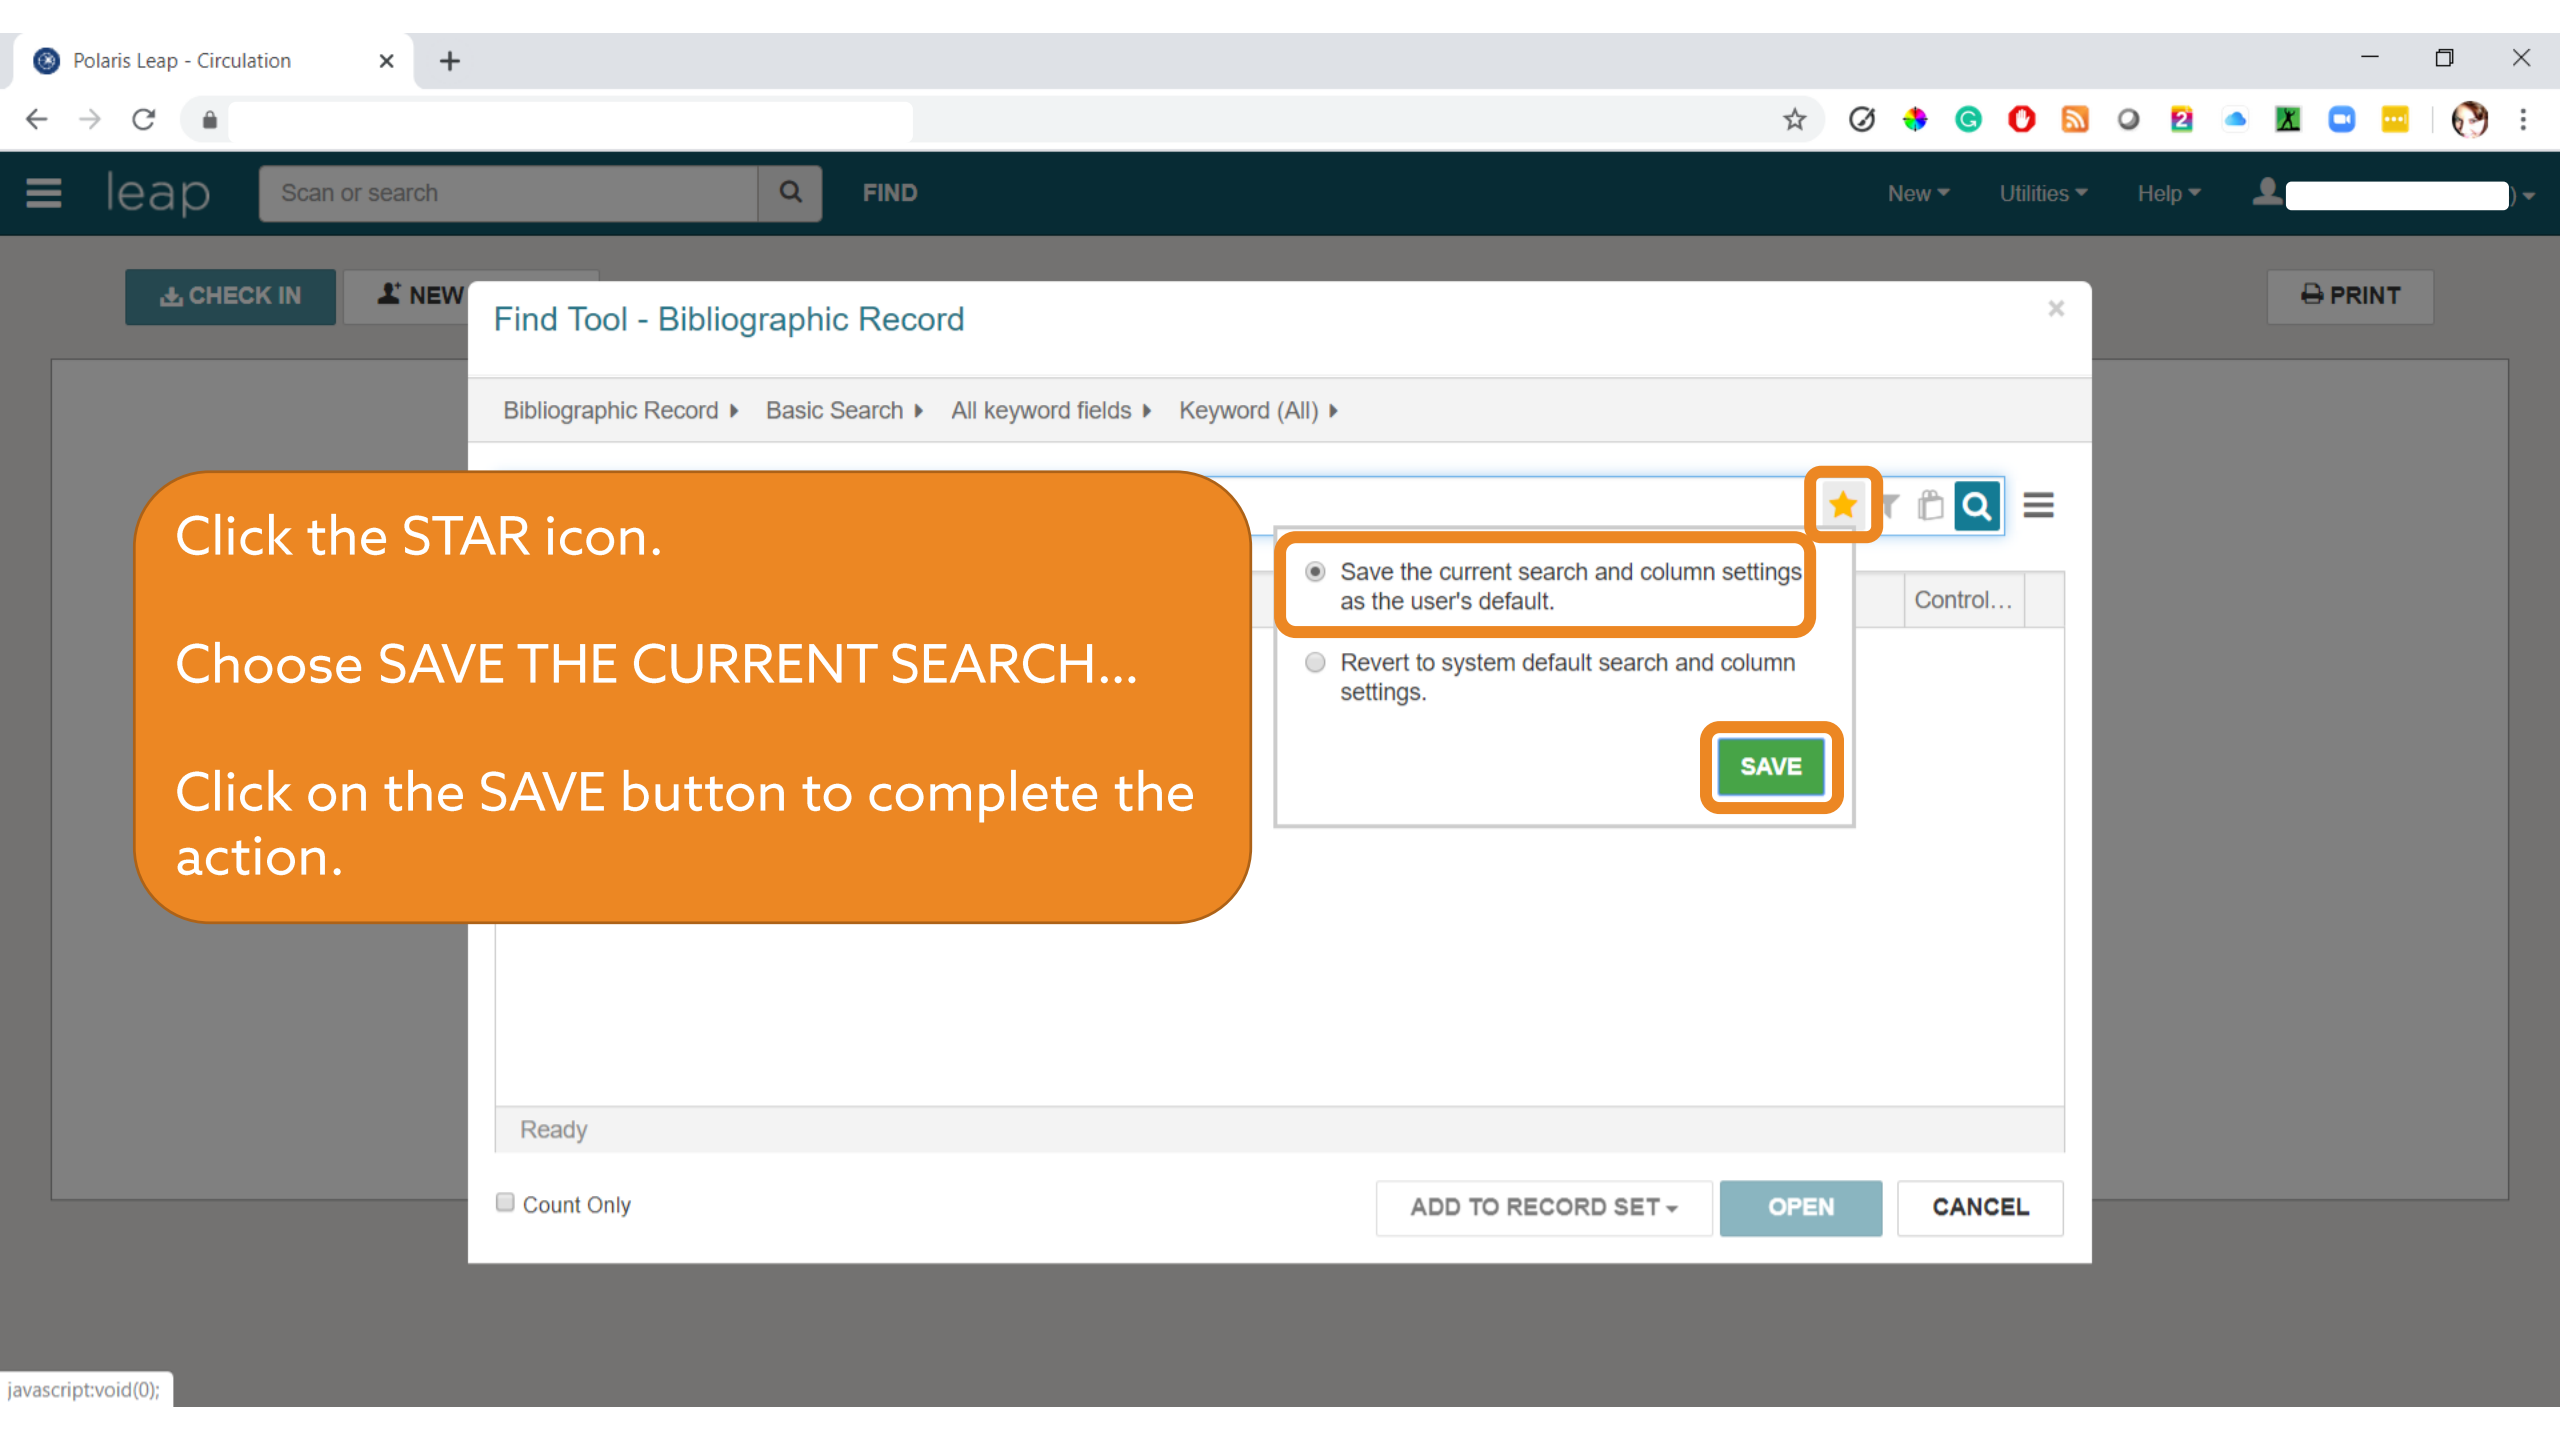 Polaris Leap - Circulation
leap
Scan or search
FIND
New
Utilities
Help
)
CHECK IN
NEW
PRINT
Find Tool - Bibliographic Record
Bibliographic Record
Basic Search
All keyword fields
Keyword (All)
Click the STAR icon.
Choose SAVE THE CURRENT SEARCH...
Click on the SAVE button to complete the
action.
Save the current search and column settings
as the user's default.
Control...
Revert to system default search and column
settings.
SAVE
Ready
Count Only
ADD TO RECORD SET
OPEN
CANCEL
javascript:void(0);